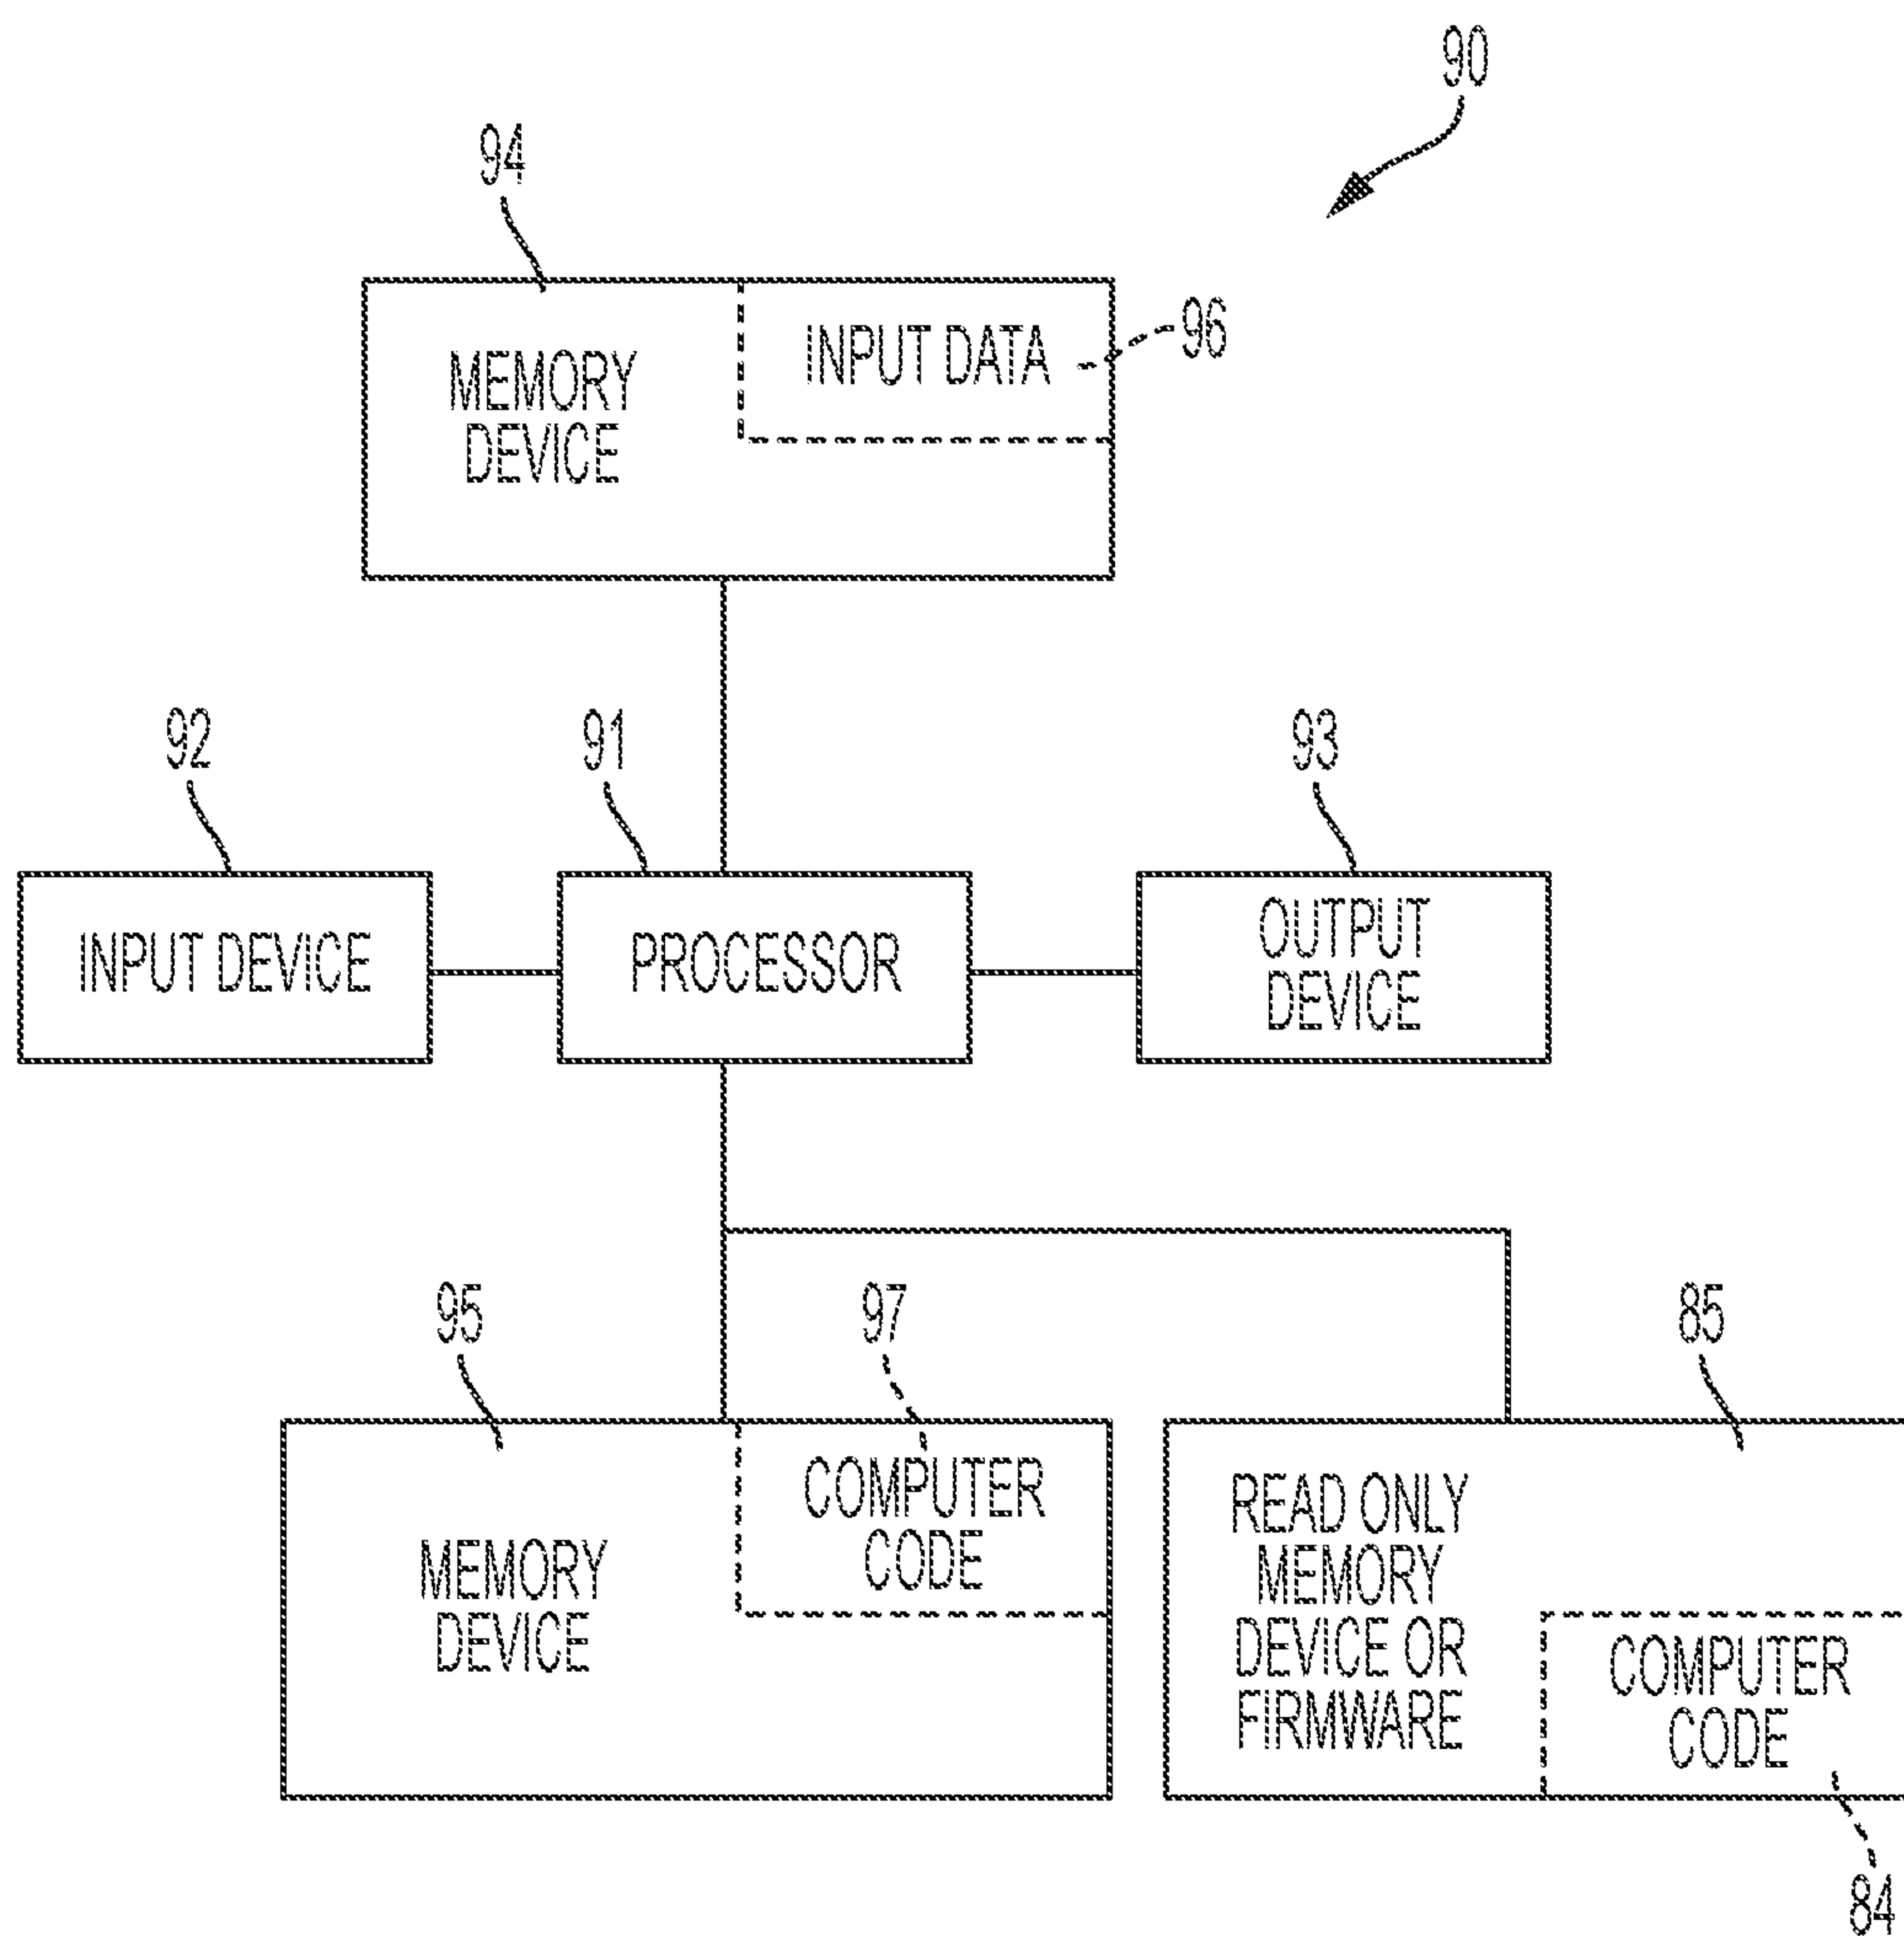 90
94
MEMORY
DEVICE
INPUT DATA
96
92
91
93
INPUT DEVICE
PROCESSOR
OUTPUT
DEVICE
95
97
85
MEMORY
DEVICE
COMPUTER
CODE
READ ONLY
MEMORY
DEVICE OR
FIRMWARE
COMPUTER
CODE
84